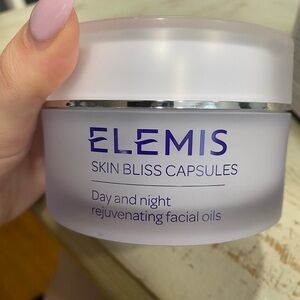 ELEMIS
SKIN BLISS CAPSULES
Day and night
rejuvenating facial oils